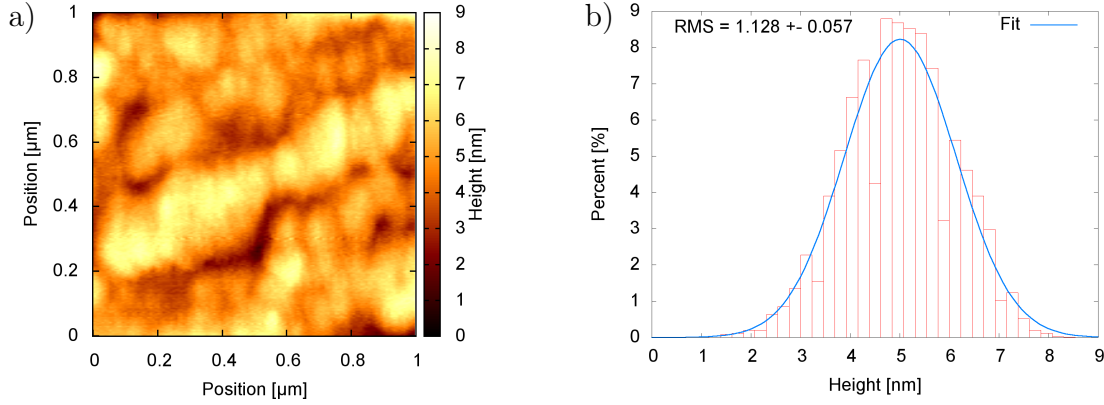 a)
Position [µm]
1
0.8
0.6
0.4
0.2
0
0 0.2 0.4 0.6 0.8 1
Position [µm]
9
8
7
6
5
4
3
2
1
0
Height [nm]
b)
RMS = 1.128 +- 0.057
Fit
Percent [%]
9
8
7
6
5
4
3
2
1
0
0 1 2 3 4 5 6 7 8 9
Height [nm]